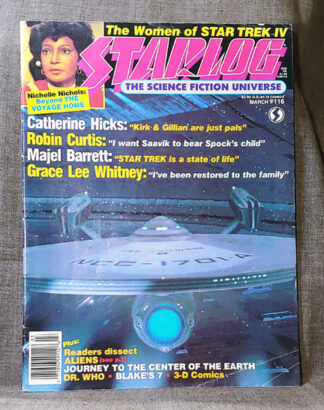 The Women of STAR TREK IV
STARLOG
THE SCIENCE FICTION UNIVERSE
MARCH #116
Nichelle Nichols:
Beyond THE
VOYAGE HOME
Catherine Hicks: “Kirk & Gillian are just pals”
Robin Curtis: “I want Saavik to bear Spock’s child”
Majel Barrett: “STAR TREK is a state of life”
Grace Lee Whitney: “I’ve been restored to the family”
NCC-1701-A
Plus:
Readers dissect
ALIENS (see p.7)
JOURNEY TO THE CENTER OF THE EARTH
DR. WHO • BLAKE’S 7 • 3-D Comics